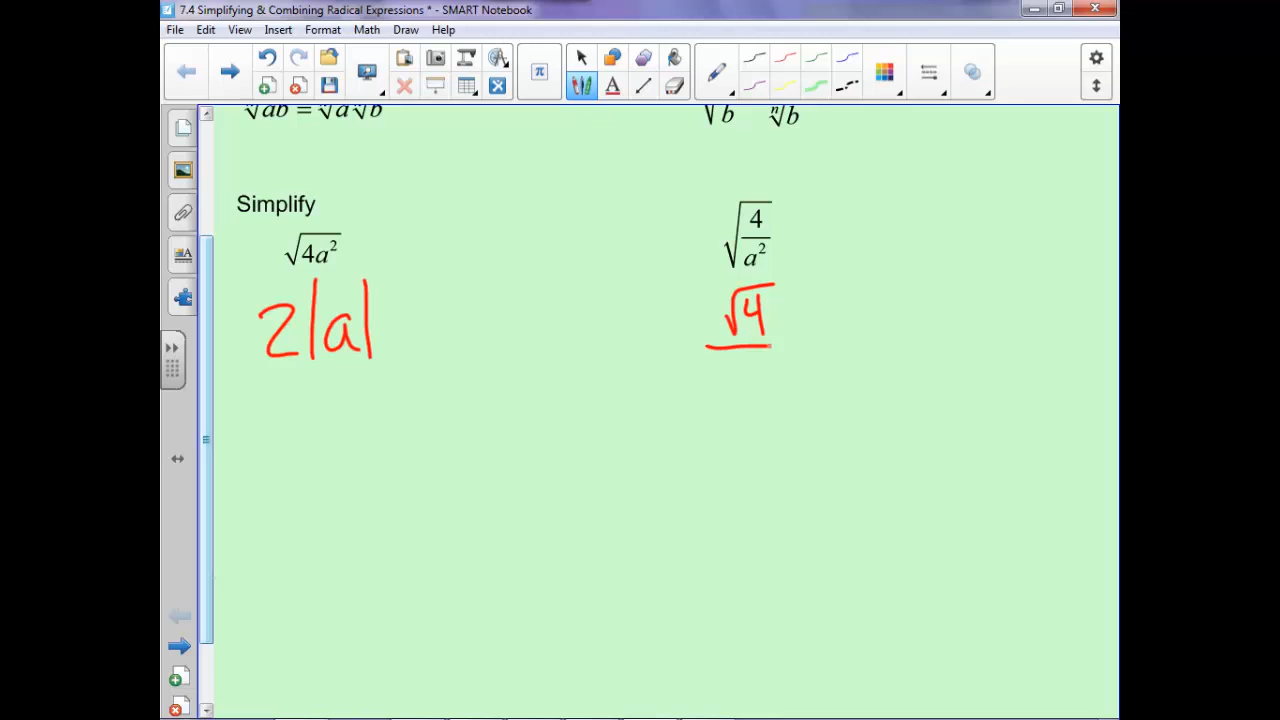 7.4 Simplifying & Combining Radical Expressions * - SMART Notebook
File Edit View Insert Format Math Draw Help
π
A
A
ⁿ√ab = ⁿ√a ⁿ√b
√b ⁿ√b
Simplify
√4a²
√4/a²
2|a|
√4